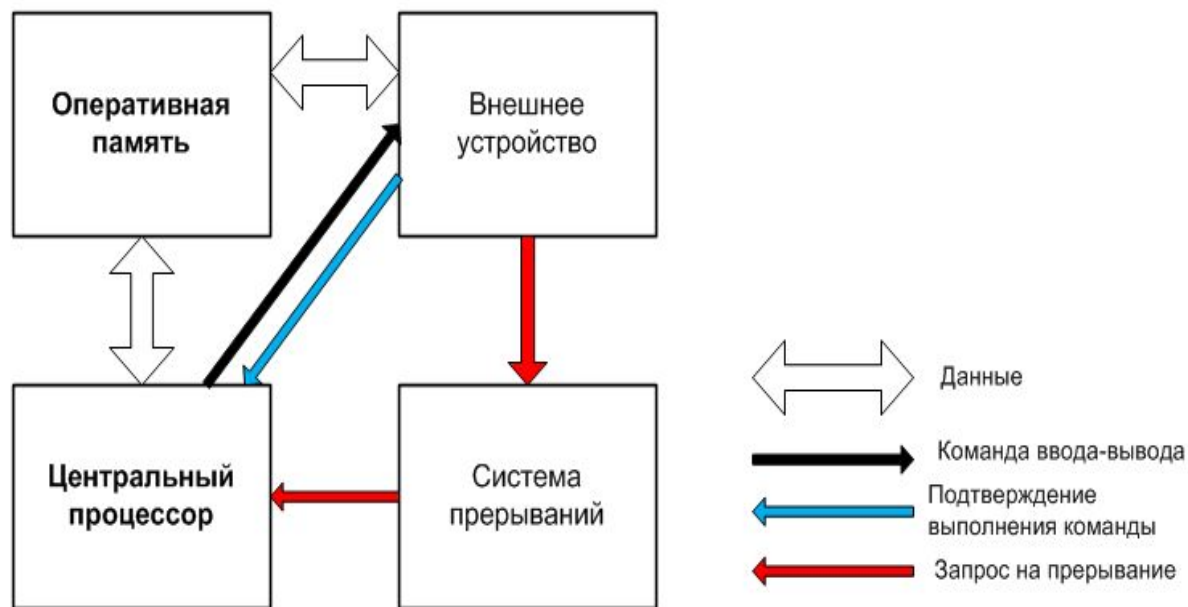 Оперативная
память
Внешнее
устройство
Центральный
процессор
Система
прерываний
Данные
Команда ввода-вывода
Подтверждение
выполнения команды
Запрос на прерывание